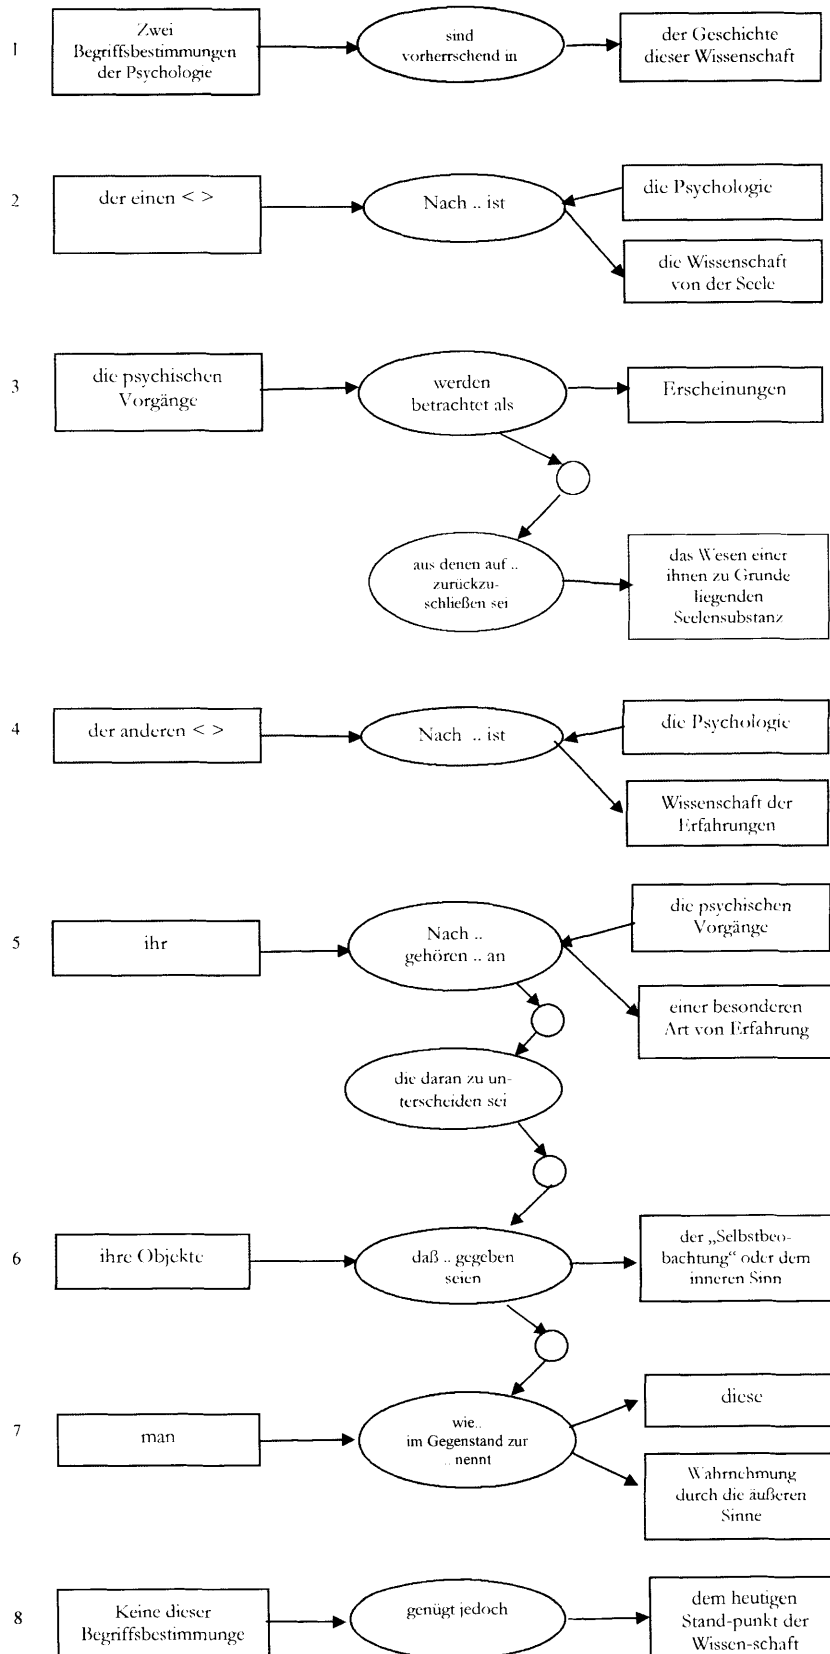 1
Zwei
Begriffsbestimmungen
der Psychologie
sind
vorherrschend in
der Geschichte
dieser Wissenschaft
2
der einen < >
Nach .. ist
die Psychologie
die Wissenschaft
von der Seele
3
die psychischen
Vorgänge
werden
betrachtet als
Erscheinungen
aus denen auf ..
zurückzu-
schließen sei
das Wesen einer
ihnen zu Grunde
liegenden
Seelensubstanz
4
der anderen < >
Nach .. ist
die Psychologie
Wissenschaft der
Erfahrungen
5
ihr
Nach ..
gehören .. an
die psychischen
Vorgänge
einer besonderen
Art von Erfahrung
die daran zu un-
terscheiden sei
6
ihre Objekte
daß .. gegeben
seien
der „Selbstbeo-
bachtung“ oder dem
inneren Sinn
7
man
wie..
im Gegenstand zur
.. nennt
diese
Wahrnehmung
durch die äußeren
Sinne
8
Keine dieser
Begriffsbestimmunge
genügt jedoch
dem heutigen
Stand-punkt der
Wissen-schaft